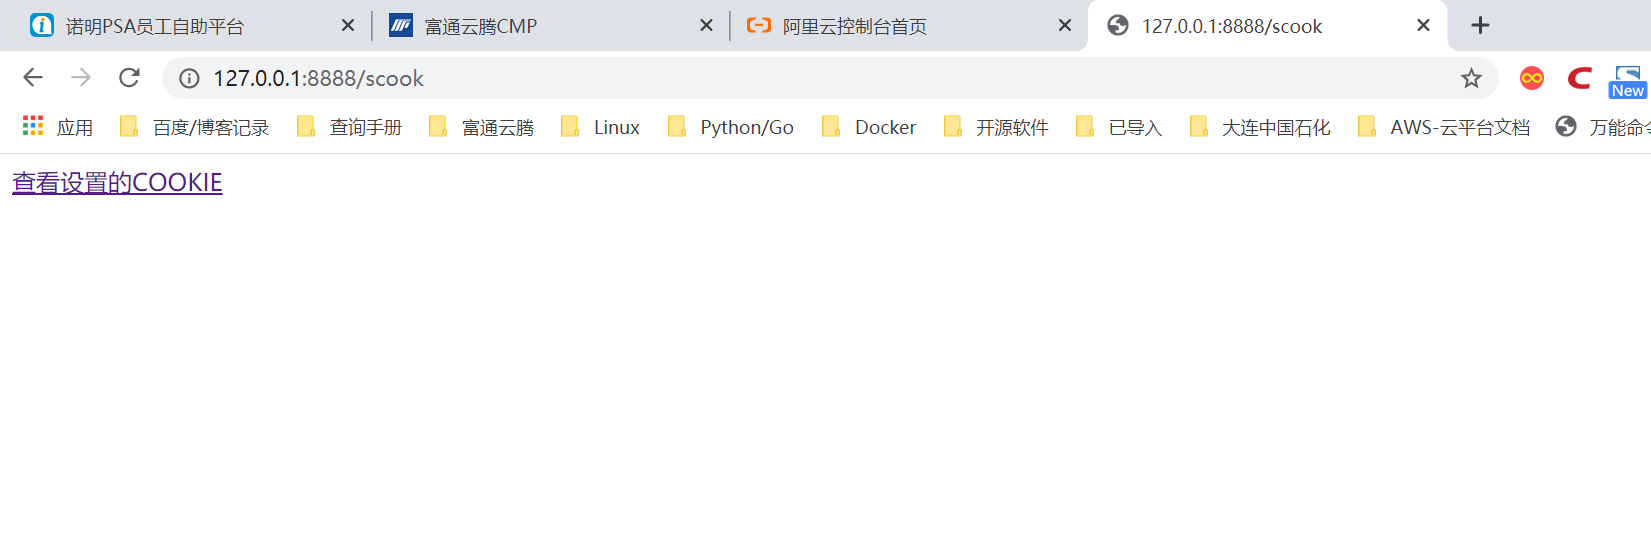 诺明PSA员工自助平台 富通云腾CMP 阿里云控制台首页 127.0.0.1:8888/scook
127.0.0.1:8888/scook
New
应用 百度/博客记录 查询手册 富通云腾 Linux Python/Go Docker 开源软件 已导入 大连中国石化 AWS-云平台文档 万能命
查看设置的COOKIE